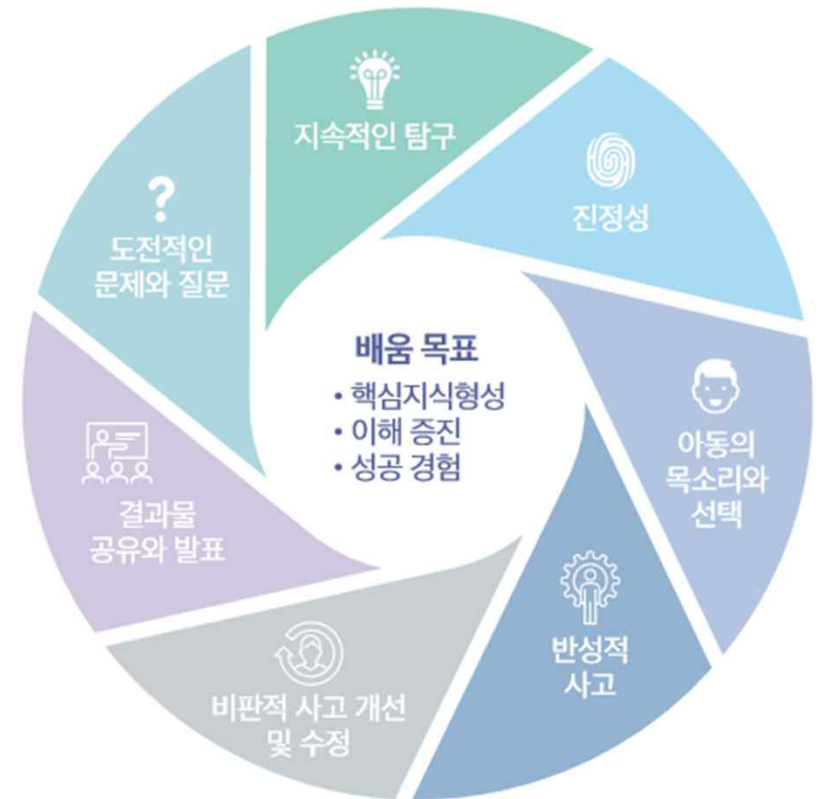 지속적인 탐구
진정성
아동의
목소리와
선택
반성적
사고
비판적 사고 개선
및 수정
결과물
공유와 발표
?
도전적인
문제와 질문
배움 목표
• 핵심지식형성
• 이해 증진
• 성공 경험